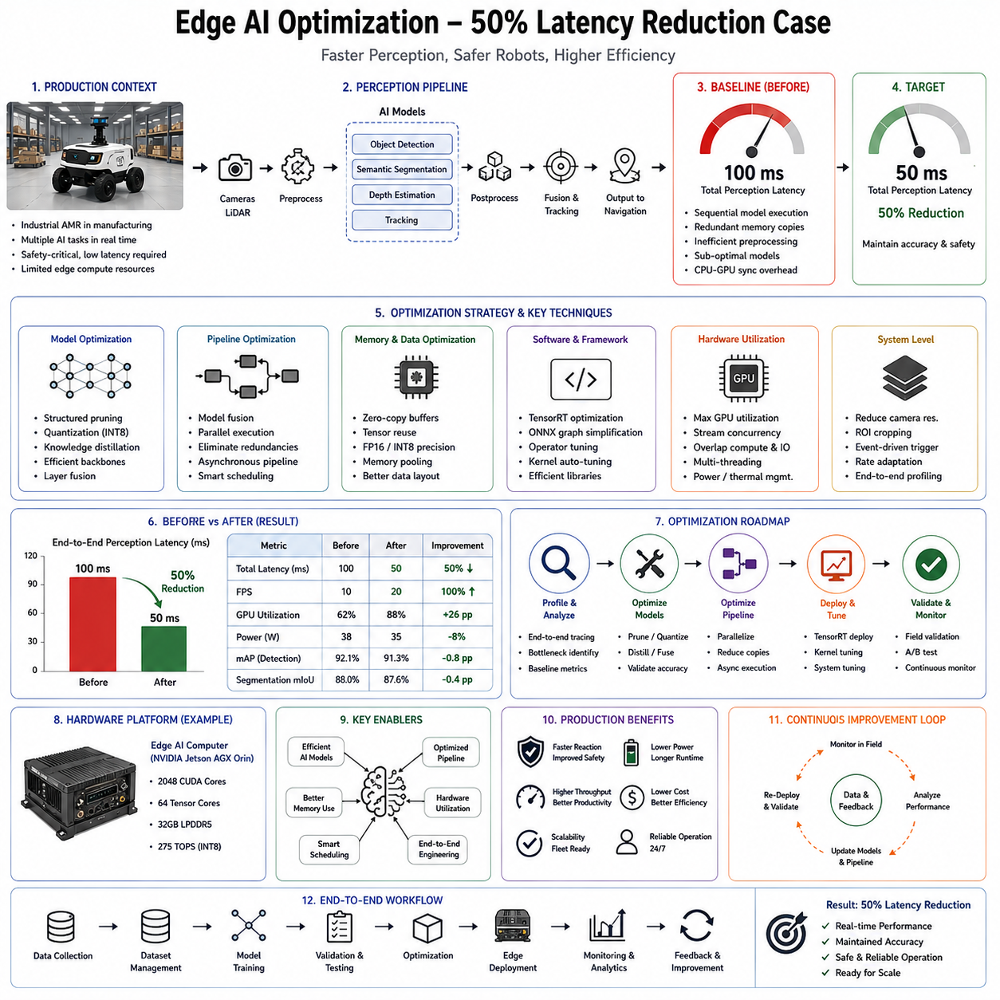 Edge AI Optimization – 50% Latency Reduction Case
Faster Perception, Safer Robots, Higher Efficiency
1. PRODUCTION CONTEXT
• Industrial AMR in manufacturing
• Multiple AI tasks in real time
• Safety-critical, low latency required
• Limited edge compute resources
2. PERCEPTION PIPELINE
AI Models
Cameras
LiDAR
Preprocess
Object Detection
Semantic Segmentation
Depth Estimation
Tracking
Postprocess
Fusion &
Tracking
Output to
Navigation
3. BASELINE (BEFORE)
100 ms
Total Perception Latency
• Sequential model execution
• Redundant memory copies
• Inefficient preprocessing
• Sub-optimal models
• CPU-GPU sync overhead
4. TARGET
50 ms
Total Perception Latency
50% Reduction
Maintain accuracy & safety
5. OPTIMIZATION STRATEGY & KEY TECHNIQUES
Model Optimization
• Structured pruning
• Quantization (INT8)
• Knowledge distillation
• Efficient backbones
• Layer fusion
Pipeline Optimization
• Model fusion
• Parallel execution
• Eliminate redundancies
• Asynchronous pipeline
• Smart scheduling
Memory & Data Optimization
• Zero-copy buffers
• Tensor reuse
• FP16 / INT8 precision
• Memory pooling
• Better data layout
Software & Framework
</>
• TensorRT optimization
• ONNX graph simplification
• Operator tuning
• Kernel auto-tuning
• Efficient libraries
Hardware Utilization
GPU
• Max GPU utilization
• Stream concurrency
• Overlap compute & IO
• Multi-threading
• Power / thermal mgmt.
System Level
• Reduce camera res.
• ROI cropping
• Event-driven trigger
• Rate adaptation
• End-to-end profiling
6. BEFORRE vs AFTER (RESULT)
End-to-End Perception Latency (ms)
120
90
60
30
0
100 ms
50%
Reduction
50 ms
Before
After
Metric Before After Improvement
Total Latency (ms) 100 50 50% ↓
FPS 10 20 100% ↑
GPU Utilization 62% 88% +26 pp
Power (W) 38 35 -8%
mAP (Detection) 92.1% 91.3% -0.8 pp
Segmentation mIoU 88.0% 87.6% -0.4 pp
7. OPTIMIZATION ROADMAP
Profile &
Analyze
• End-to-end tracing
• Bottleneck identifty
• Baseline metrics
Optimize
Models
• Prune / Quantize
• Distill / Fuse
• Validate accuracy
Optimize
Pipeline
• Parallelize
• Reduce copies
• Async execution
Deploy &
Tune
• TensorRT deploy
• Kernel tuning
• System tuning
Validate &
Monitor
• Field validation
• A/B test
• Continuous monitor
8. HARDWARE PLATFORM (EXAMPLE)
Edge AI Computer
(NVIDIA Jetson AGX Orin)
• 2048 CUDA Cores
• 64 Tensor Cores
• 32GB LPDDR5
• 275 TOPS (INT8)
9. KEY ENABLERS
Efficient
AI Models
Optimized
Pipeline
Better
Memory Use
Hardware
Utilization
Smart
Scheduling
End-to-End
Engineering
10. PRODUCTION BENEFITS
Faster Reaction
Improved Safety
Lower Power
Longer Runtime
Higher Throughput
Better Productivity
$
Lower Cost
Better Efficiency
Scalability
Fleet Ready
Reliable Operation
24/7
11. CONTINUOIS IMPROVEMENT LOOP
Monitor in Field
Analyze
Performance
Update Models
& Pipeline
Re-Deploy
& Validate
Data &
Feedback
12. END-TO-END WORKFLOW
Data Collection
Dataset
Management
Model
Training
Validation &
Testing
Optimization
Edge
Deployment
Monitoring &
Analytics
Feedback &
Improvement
Result: 50% Latency Reduction
✓ Real-time Performance
✓ Maintained Accuracy
✓ Safe & Reliable Operation
✓ Ready for Scale